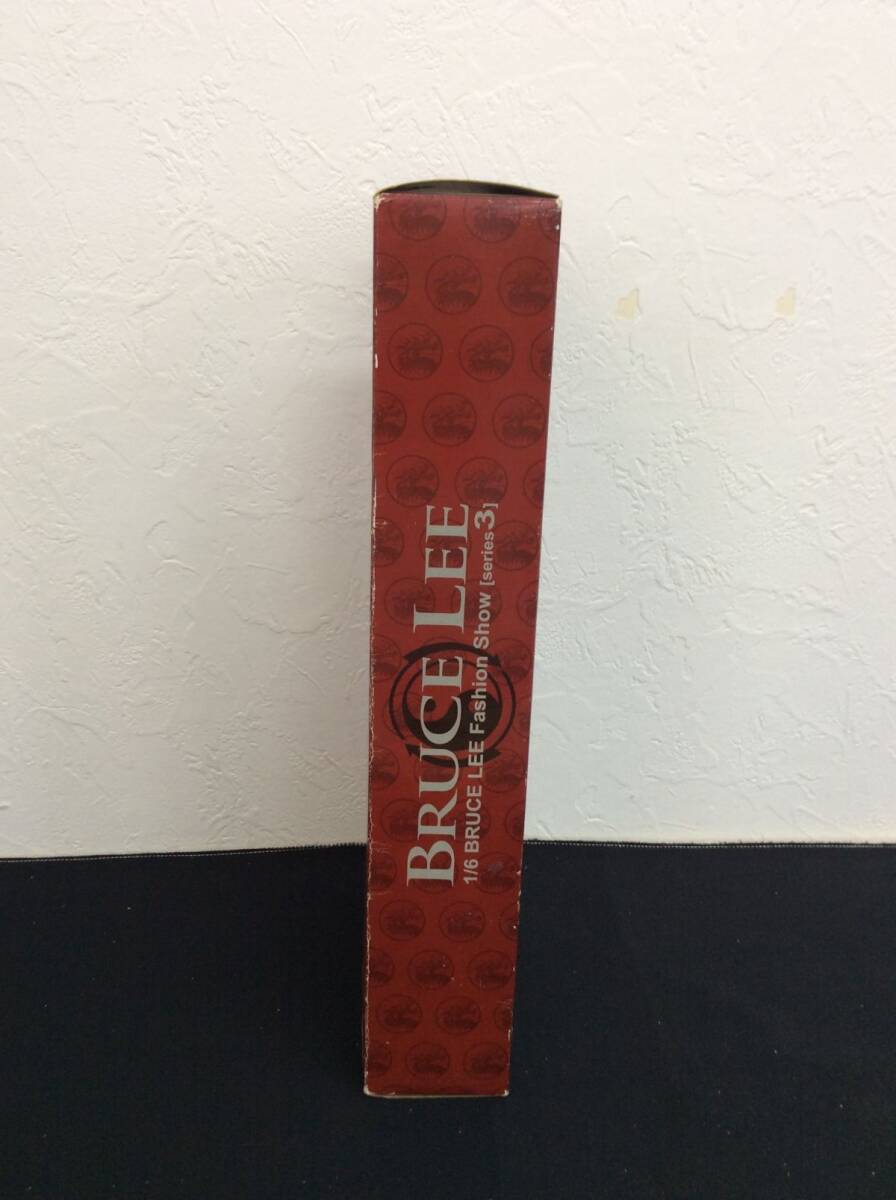 BRUCE LEE
1/6 BRUCE LEE Fashion Show [series3]